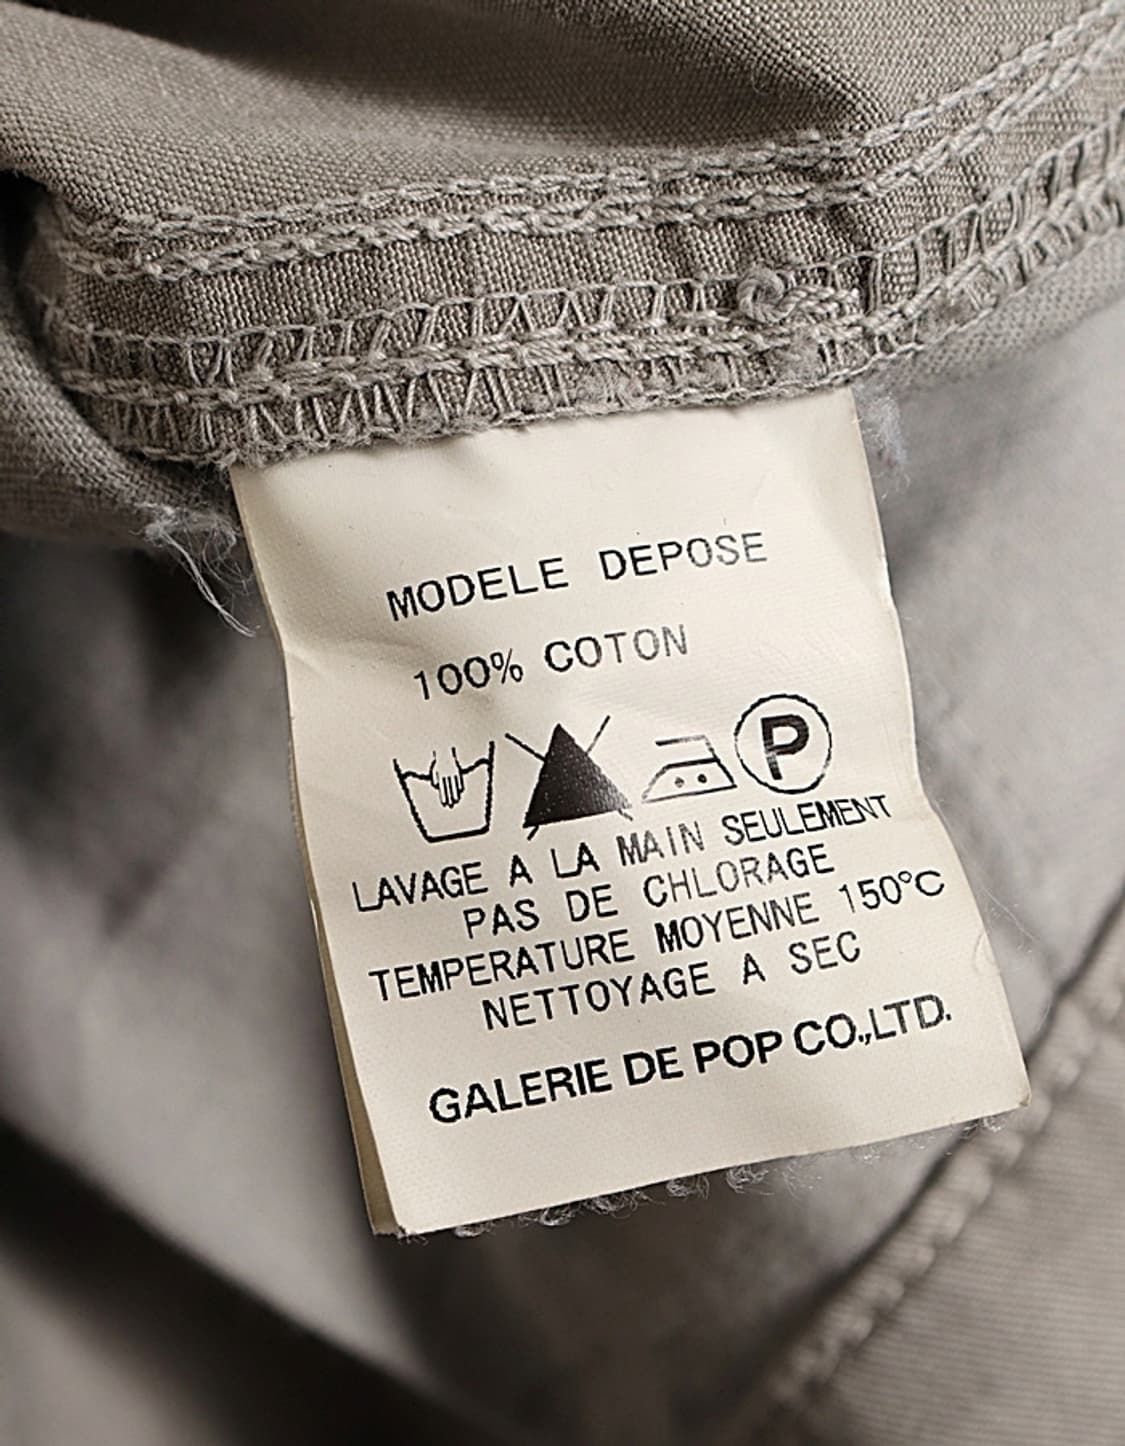 MODELE DEPOSE
100% COTON
P
LAVAGE A LA MAIN SEULEMENT
PAS DE CHLORAGE
TEMPERATURE MOYENNE 150°C
NETTOYAGE A SEC
GALERIE DE POP CO.,LTD.